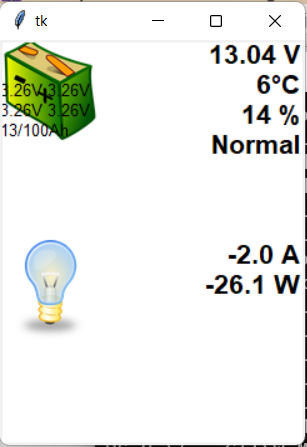 tk
13.04 V
6°C
14 %
Normal
3.26V 3.26V
3.26V 3.26V
13/100Ah
-2.0 A
-26.1 W